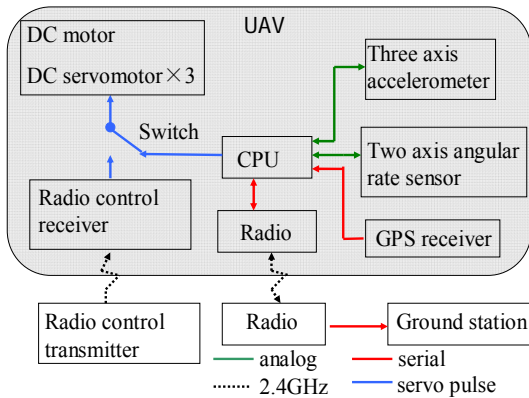 UAV
DC motor
DC servomotor×3
Three axis
accelerometer
Switch
CPU
Two axis angular
rate sensor
Radio control
receiver
Radio
GPS receiver
Radio control
transmitter
Radio
Ground station
analog
serial
2.4GHz
servo pulse